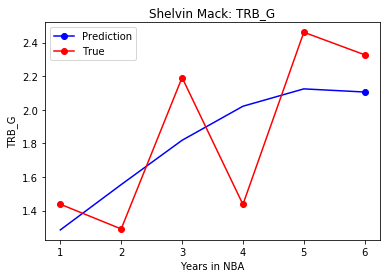 Shelvin Mack: TRB_G
Prediction
True
TRB_G
2.4
2.2
2.0
1.8
1.6
1.4
1 2 3 4 5 6
Years in NBA